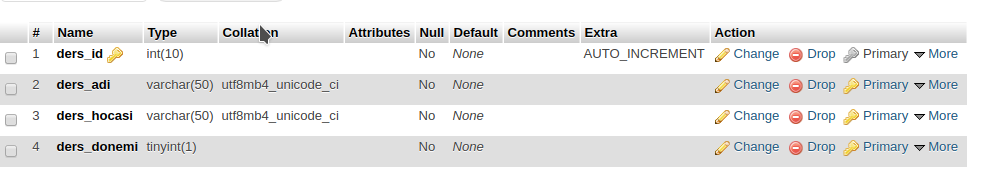 # Name Type Collation Attributes Null Default Comments Extra Action
1 ders_id int(10) No None AUTO_INCREMENT Change Drop Primary More
2 ders_adi varchar(50) utf8mb4_unicode_ci No None Change Drop Primary More
3 ders_hocasi varchar(50) utf8mb4_unicode_ci No None Change Drop Primary More
4 ders_donemi tinyint(1) No None Change Drop Primary More